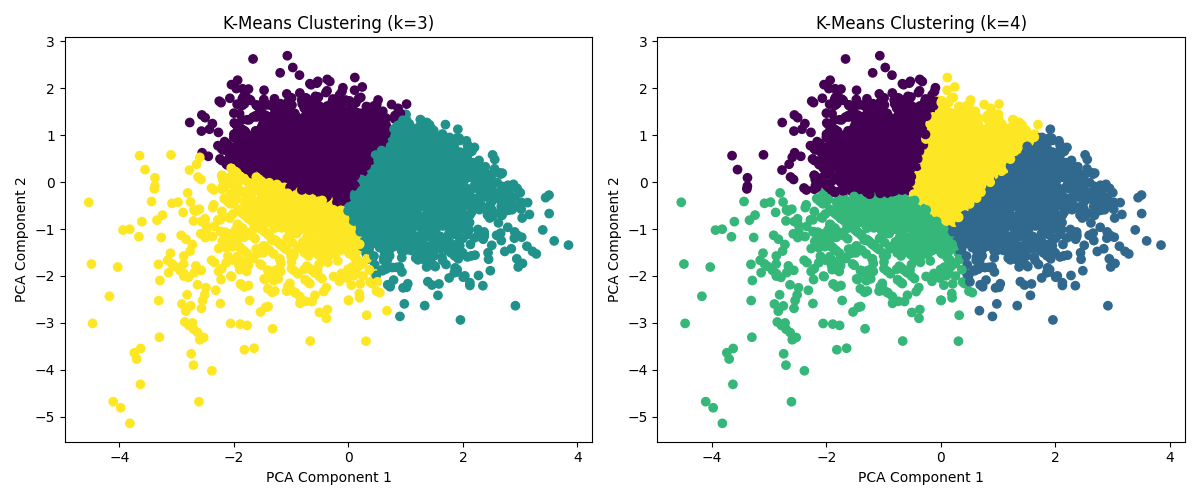 K-Means Clustering (k=3)
3
2
1
0
−1
−2
−3
−4
−5
PCA Component 2
−4 −2 0 2 4
PCA Component 1
K-Means Clustering (k=4)
3
2
1
0
−1
−2
−3
−4
−5
PCA Component 2
−4 −2 0 2 4
PCA Component 1